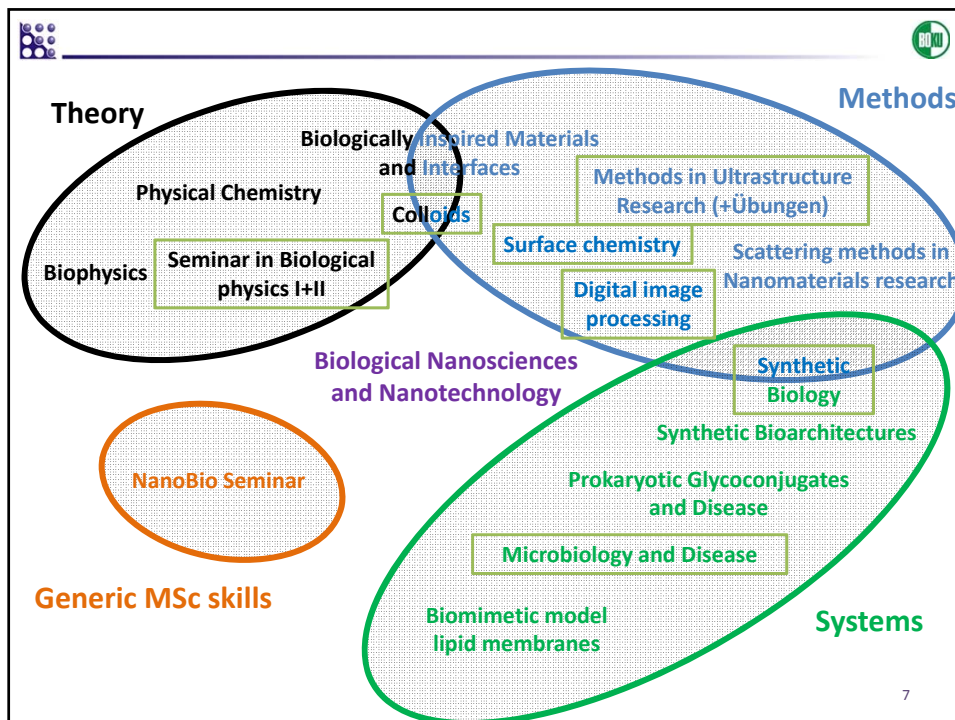 BOKU
Theory
Methods
Biologically Inspired Materials
and Interfaces
Physical Chemistry
Colloids
Methods in Ultrastructure
Research (+Übungen)
Surface chemistry
Scattering methods in
Nanomaterials research
Biophysics
Seminar in Biological
physics I+II
Digital image
processing
Biological Nanosciences
and Nanotechnology
Synthetic
Biology
Synthetic Bioarchitectures
NanoBio Seminar
Prokaryotic Glycoconjugates
and Disease
Microbiology and Disease
Generic MSc skills
Biomimetic model
lipid membranes
Systems
7